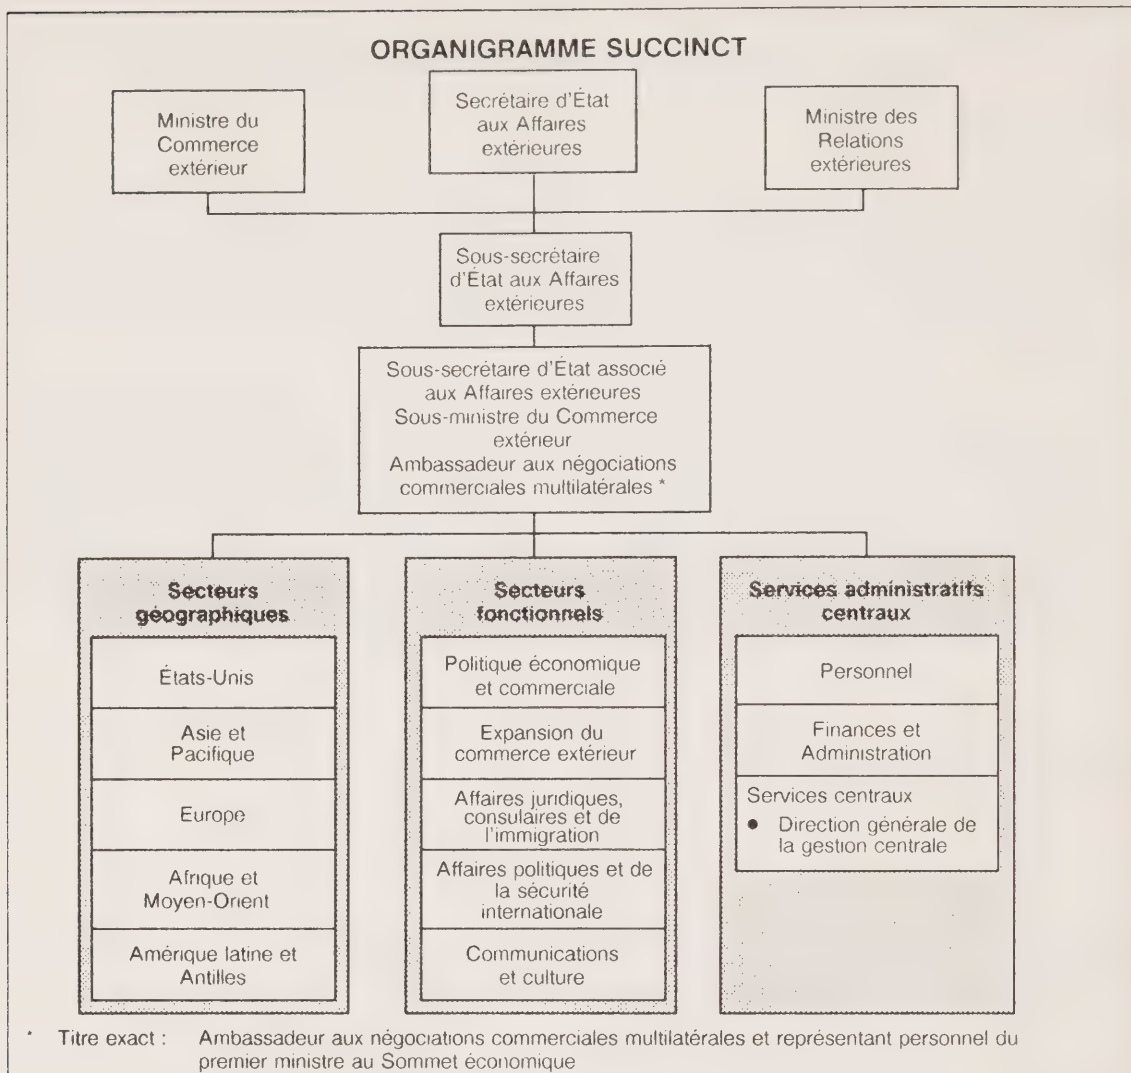 ORGANIGRAMME SUCCINCT
Ministre du
Commerce
extérieur
Secrétaire d'État
aux Affaires
extérieures
Ministre des
Relations
extérieures
Sous-secrétaire
d'État aux Affaires
extérieures
Sous-secrétaire d'État associé
aux Affaires extérieures
Sous-ministre du Commerce
extérieur
Ambassadeur aux négociations
commerciales multilatérales *
Secteurs
géographiques
États-Unis
Asie et
Pacifique
Europe
Afrique et
Moyen-Orient
Amérique latine et
Antilles
Secteurs
fonctionnels
Politique économique
et commerciale
Expansion du
commerce extérieur
Affaires juridiques,
consulaires et de
l'immigration
Affaires politiques et de
la sécurité
internationale
Communications
et culture
Services administratifs
centraux
Personnel
Finances et
Administration
Services centraux
● Direction générale de
la gestion centrale
* Titre exact : Ambassadeur aux négociations commerciales multilatérales et représentant personnel du
premier ministre au Sommet économique